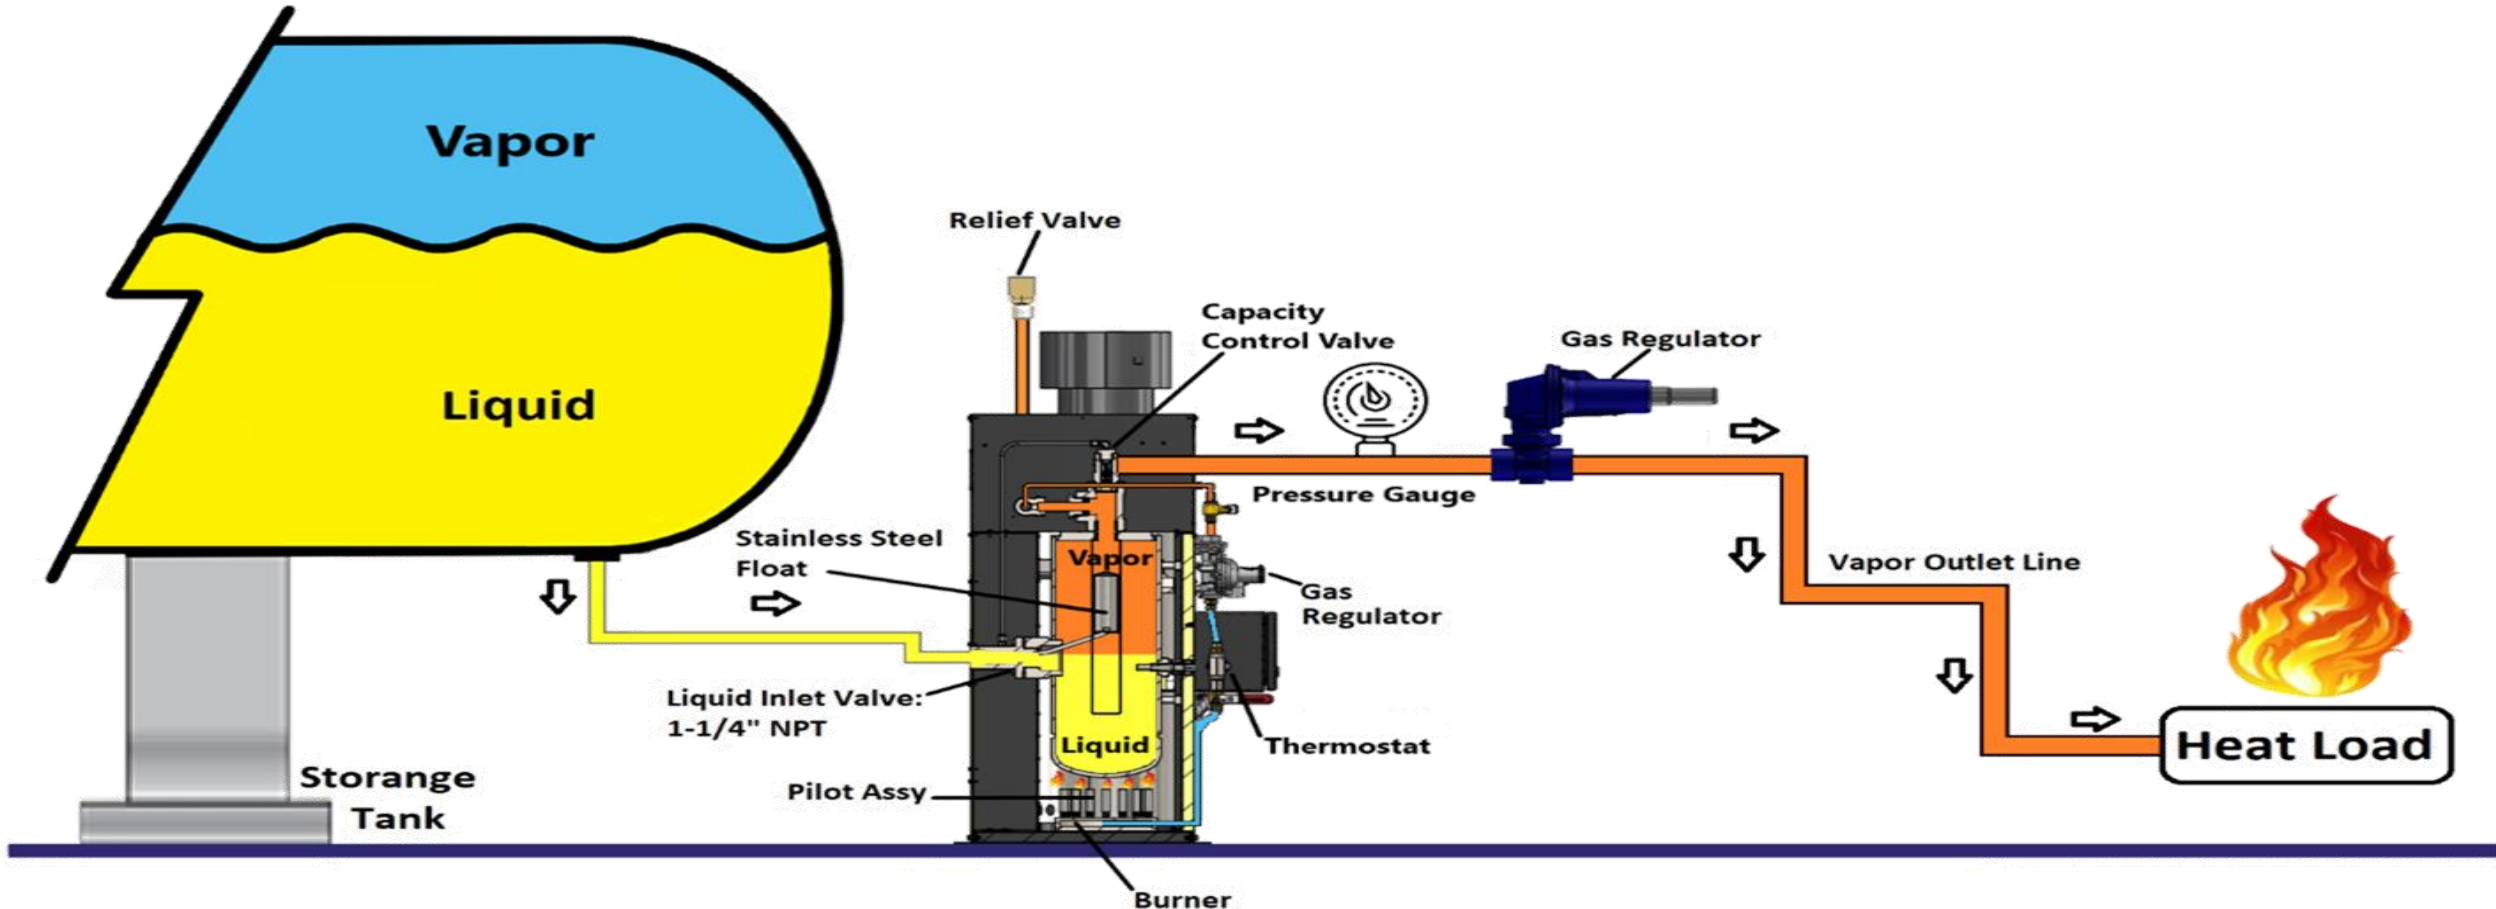 Vapor
Liquid
Storange
Tank
Relief Valve
Capacity
Control Valve
Gas Regulator
Pressure Gauge
Stainless Steel
Float
Vapor
Gas
Regulator
Vapor Outlet Line
Liquid Inlet Valve:
1-1/4" NPT
Liquid
Thermostat
Heat Load
Pilot Assy
Burner